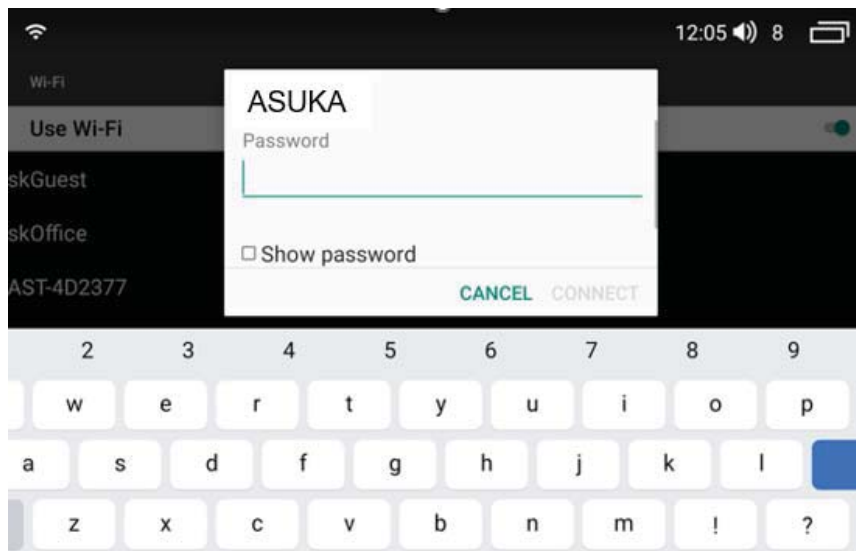 12:05 8
Wi-Fi
Use Wi-Fi
ASUKA
Password
skGuest
skOffice
Show password
AST-4D2377
CANCEL CONNECT
2 3 4 5 6 7 8 9
w e r t y u i o p
a s d f g h j k l
z x c v b n m ! ?